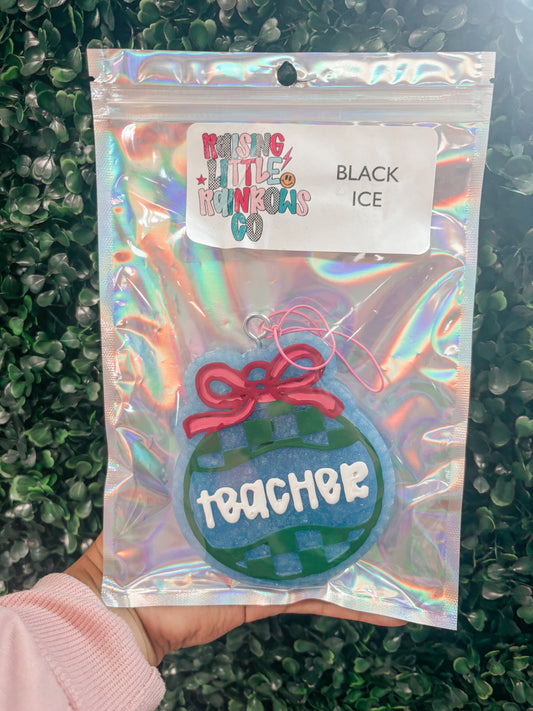 RAISING
LITTLE
RAINBOWS
CO
BLACK
ICE
teacher